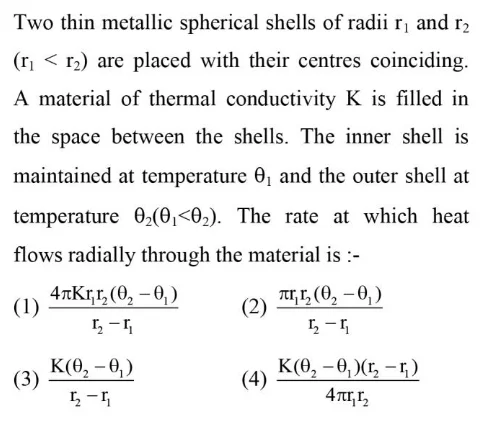 Two thin metallic spherical shells of radii r₁ and r₂
(r₁ < r₂) are placed with their centres coinciding.
A material of thermal conductivity K is filled in
the space between the shells. The inner shell is
maintained at temperature θ₁ and the outer shell at
temperature θ₂(θ₁<θ₂). The rate at which heat
flows radially through the material is :-
(1) 4πKr₁r₂(θ₂ − θ₁) / r₂ − r₁ (2) πr₁r₂(θ₂ − θ₁) / r₂ − r₁
(3) K(θ₂ − θ₁) / r₂ − r₁ (4) K(θ₂ − θ₁)(r₂ − r₁) / 4πr₁r₂